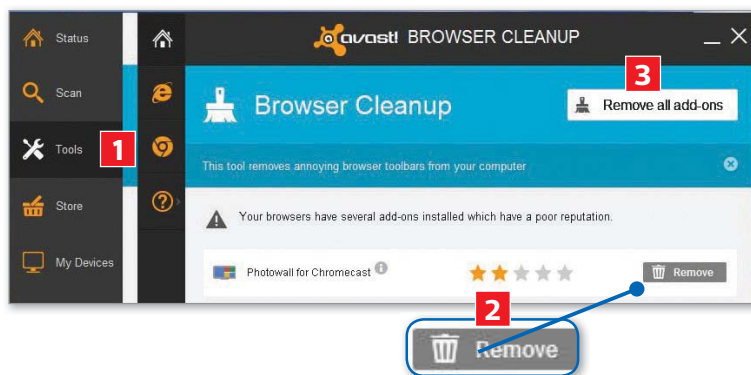 Status
Scan
Tools
Store
My Devices
avast! BROWSER CLEANUP
Browser Cleanup
Remove all add-ons
This tool removes annoying browser toolbars from your computer
Your browsers have several add-ons installed which have a poor reputation.
Photowall for Chromecast
Remove
1
2
3
Remove